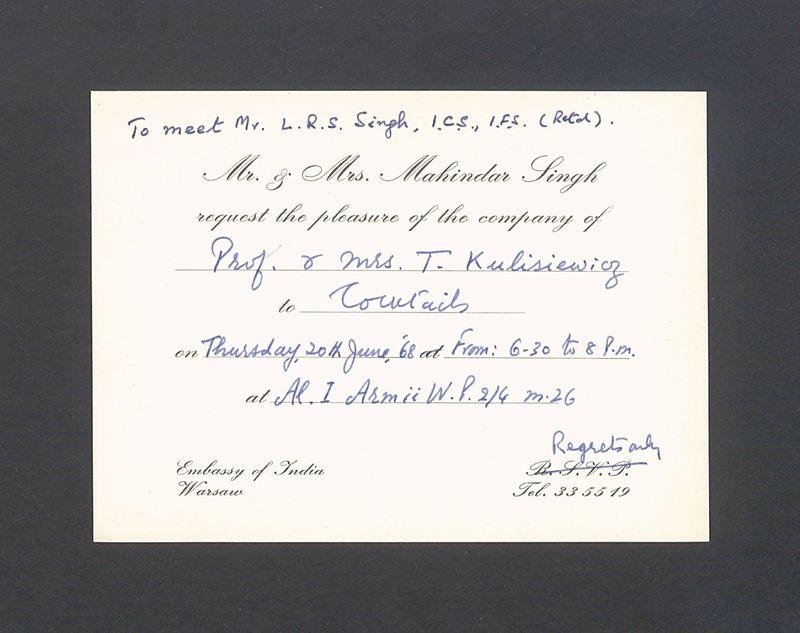 To meet Mr. L.R.S. Singh, I.C.S., I.F.S. (Retd).
Mr. & Mrs. Mahindar Singh
request the pleasure of the company of
Prof. & Mrs. T. Kulisiewicz
to Cocktails
on Thursday, 20th June, '68 at From: 6-30 to 8 P.m.
at Al. I Armii W.P. 2/4 m.26
Regrets only
Embassy of India R.S.V.P.
Warsaw Tel. 33 55 19